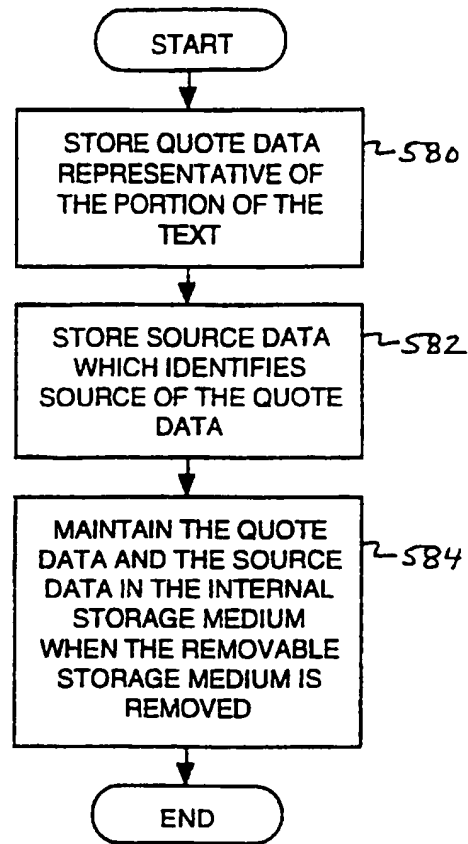 START
STORE QUOTE DATA
REPRESENTATIVE OF
THE PORTION OF THE
TEXT
580
STORE SOURCE DATA
WHICH IDENTIFIES
SOURCE OF THE QUOTE
DATA
582
MAINTAIN THE QUOTE
DATA AND THE SOURCE
DATA IN THE INTERNAL
STORAGE MEDIUM
WHEN THE REMOVABLE
STORAGE MEDIUM IS
REMOVED
584
END